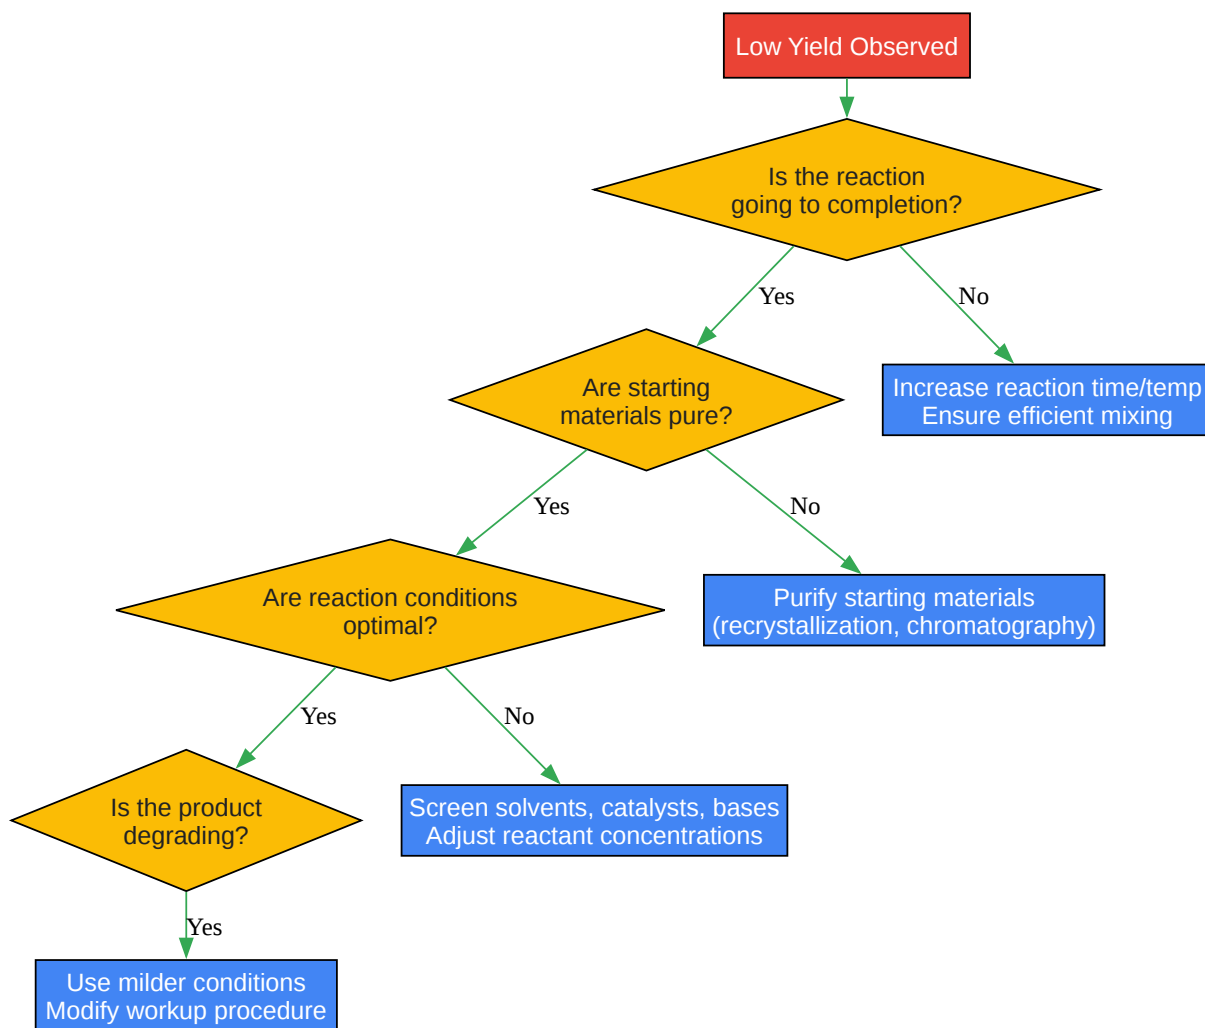 Low Yield Observed
Is the reaction
going to completion?
Yes
No
Are starting
materials pure?
Increase reaction time/temp
Ensure efficient mixing
Yes
No
Are reaction conditions
optimal?
Purify starting materials
(recrystallization, chromatography)
Yes
No
Is the product
degrading?
Screen solvents, catalysts, bases
Adjust reactant concentrations
Yes
Use milder conditions
Modify workup procedure